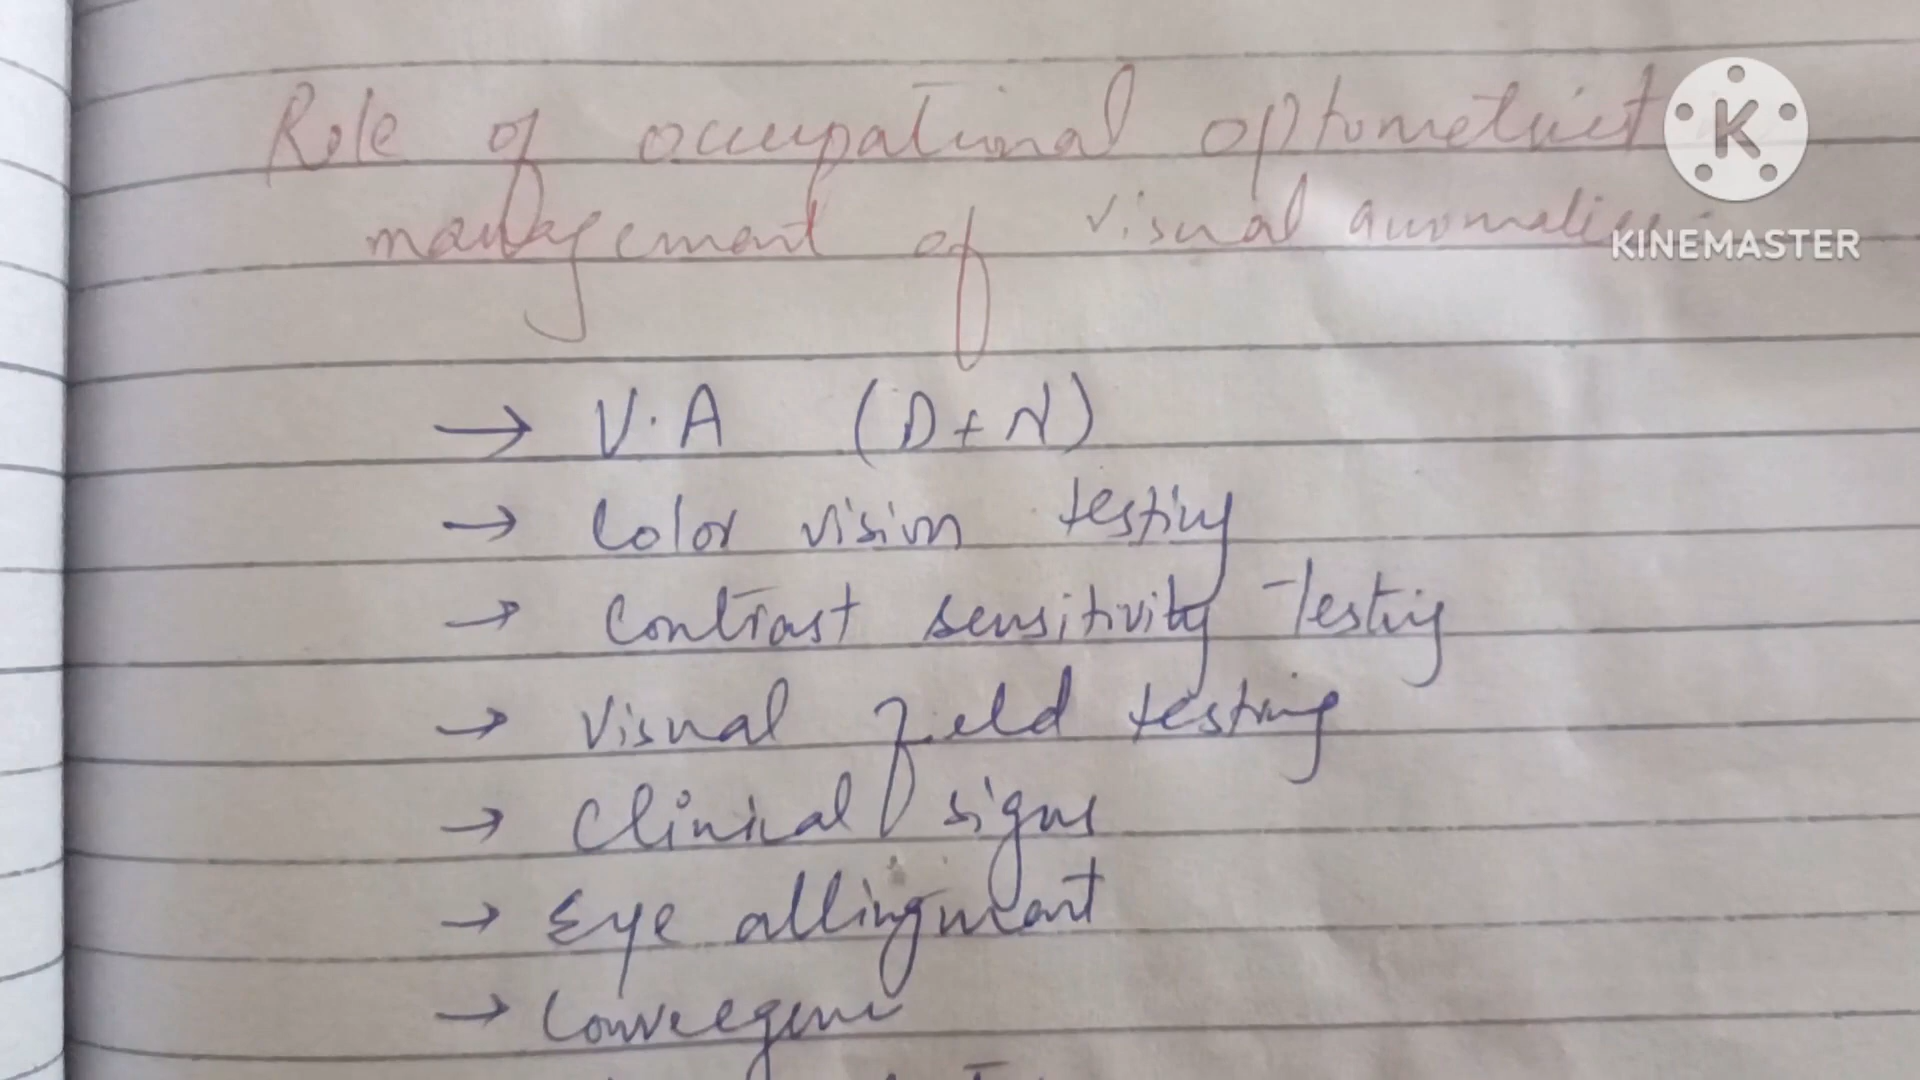 Role of occupational optometrist
management of visual anomalies
→ V.A (D+N)
→ Color vision testing
→ Contrast sensitivity testing
→ Visual field testing
→ Clinical signs
→ Eye allingment
→ Convergenc
K
KINEMASTER